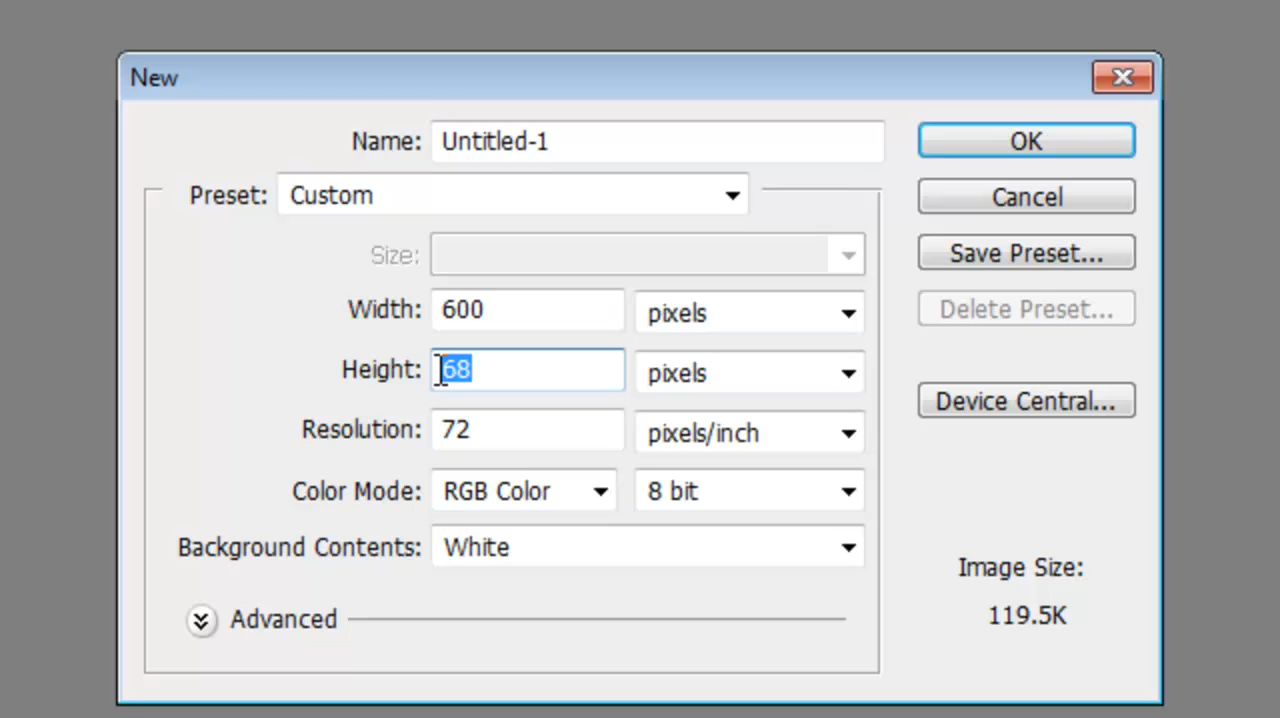 New
Name: Untitled-1
OK
Preset: Custom
Cancel
Size:
Save Preset...
Width: 600 pixels
Delete Preset...
Height: 68 pixels
Device Central...
Resolution: 72 pixels/inch
Color Mode: RGB Color 8 bit
Background Contents: White
Image Size:
119.5K
Advanced